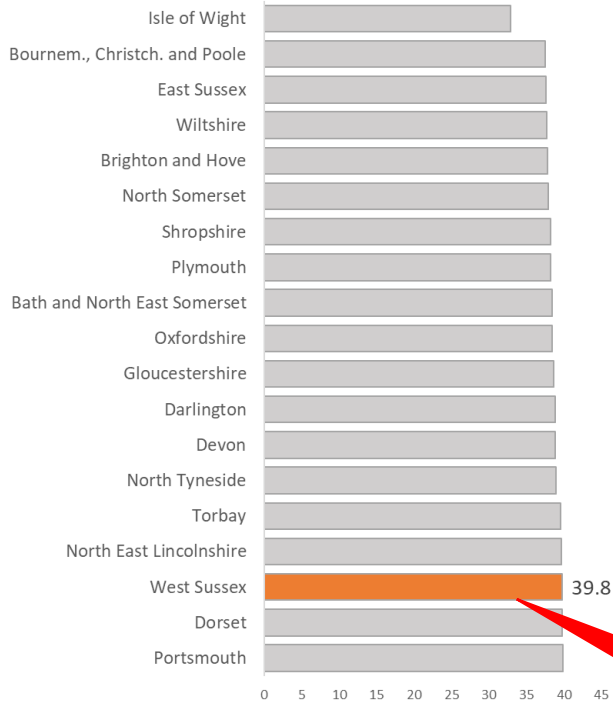 Isle of Wight
Bournem., Christch. and Poole
East Sussex
Wiltshire
Brighton and Hove
North Somerset
Shropshire
Plymouth
Bath and North East Somerset
Oxfordshire
Gloucestershire
Darlington
Devon
North Tyneside
Torbay
North East Lincolnshire
West Sussex 39.8
Dorset
Portsmouth
0 5 10 15 20 25 30 35 40 45